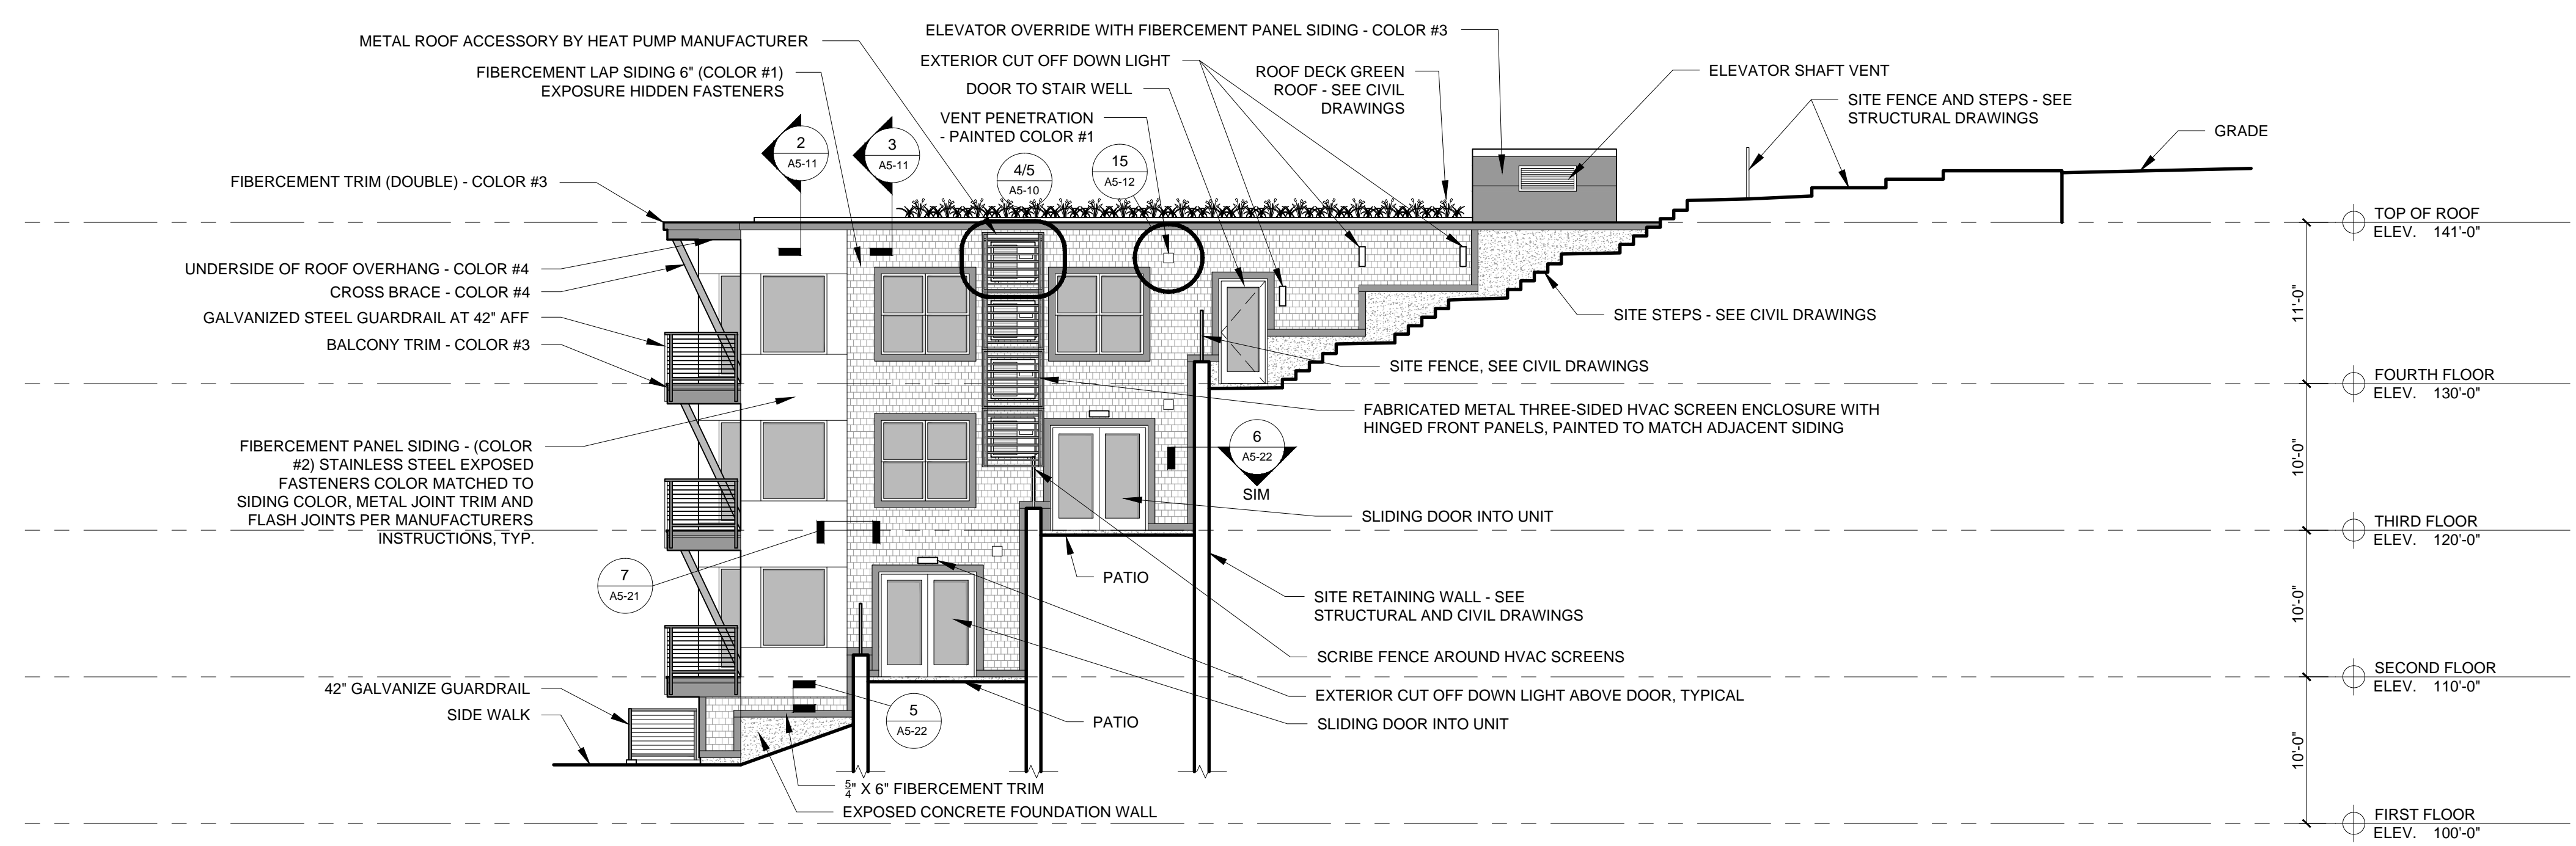 METAL ROOF ACCESSORY BY HEAT PUMP MANUFACTURER
FIBERCEMENT LAP SIDING 6" (COLOR #1)
EXPOSURE HIDDEN FASTENERS
2
A5-11
3
A5-11
FIBERCEMENT TRIM (DOUBLE) - COLOR #3
ELEVATOR OVERRIDE WITH FIBERCEMENT PANEL SIDING - COLOR #3
EXTERIOR CUT OFF DOWN LIGHT
DOOR TO STAIR WELL
VENT PENETRATION
- PAINTED COLOR #1
4/5
A5-10
15
A5-12
ROOF DECK GREEN
ROOF - SEE CIVIL
DRAWINGS
ELEVATOR SHAFT VENT
SITE FENCE AND STEPS - SEE
STRUCTURAL DRAWINGS
GRADE
UNDERSIDE OF ROOF OVERHANG - COLOR #4
CROSS BRACE - COLOR #4
GALVANIZED STEEL GUARDRAIL AT 42" AFF
BALCONY TRIM - COLOR #3
FIBERCEMENT PANEL SIDING - (COLOR
#2) STAINLESS STEEL EXPOSED
FASTENERS COLOR MATCHED TO
SIDING COLOR, METAL JOINT TRIM AND
FLASH JOINTS PER MANUFACTURERS
INSTRUCTIONS, TYP.
7
A5-21
42" GALVANIZE GUARDRAIL
SIDE WALK
5
A5-22
5/4" X 6" FIBERCEMENT TRIM
EXPOSED CONCRETE FOUNDATION WALL
SITE STEPS - SEE CIVIL DRAWINGS
SITE FENCE, SEE CIVIL DRAWINGS
FABRICATED METAL THREE-SIDED HVAC SCREEN ENCLOSURE WITH
HINGED FRONT PANELS, PAINTED TO MATCH ADJACENT SIDING
6
A5-22
SIM
SLIDING DOOR INTO UNIT
PATIO
SITE RETAINING WALL - SEE
STRUCTURAL AND CIVIL DRAWINGS
SCRIBE FENCE AROUND HVAC SCREENS
EXTERIOR CUT OFF DOWN LIGHT ABOVE DOOR, TYPICAL
PATIO
SLIDING DOOR INTO UNIT
TOP OF ROOF
ELEV. 141'-0"
11'-0"
FOURTH FLOOR
ELEV. 130'-0"
10'-0"
THIRD FLOOR
ELEV. 120'-0"
10'-0"
SECOND FLOOR
ELEV. 110'-0"
10'-0"
FIRST FLOOR
ELEV. 100'-0"